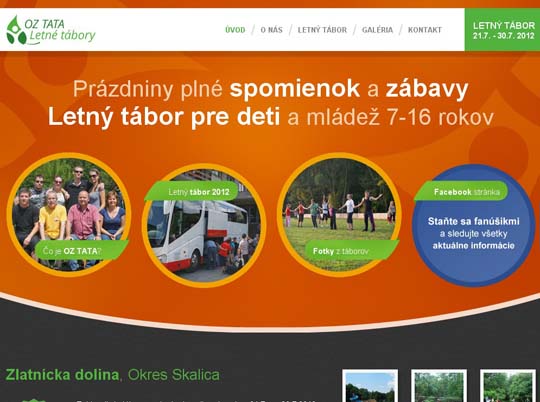 OZ TATA
Letné tábory
ÚVOD / O NÁS / LETNÝ TÁBOR / GALÉRIA / KONTAKT
LETNÝ TÁBOR
21.7. - 30.7. 2012
Prázdniny plné spomienok a zábavy
Letný tábor pre deti a mládež 7-16 rokov
Čo je OZ TATA?
Letný tábor 2012
Fotky z táborov
Facebook stránka
Staňte sa fanúšikmi
a sledujte všetky
aktuálne informácie
Zlatnícka dolina, Okres Skalica